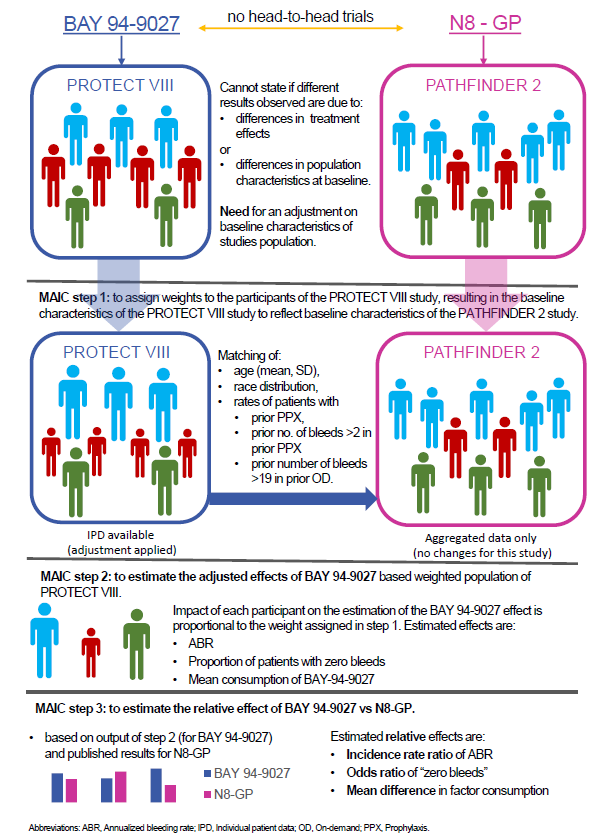 BAY 94-9027
no head-to-head trials
N8 - GP
PROTECT VIII
Cannot state if different
results observed are due to:
• differences in treatment
effects
or
• differences in population
characteristics at baseline.
Need for an adjustment on
baseline characteristics of
studies population.
PATHFINDER 2
MAIC step 1: to assign weights to the participants of the PROTECT VIII study, resulting in the baseline
characteristics of the PROTECT VIII study to reflect baseline characteristics of the PATHFINDER 2 study.
PROTECT VIII
Matching of:
• age (mean, SD),
• race distribution,
• rates of patients with
• prior PPX,
• prior no. of bleeds >2 in
prior PPX
• prior number of bleeds
>19 in prior OD.
PATHFINDER 2
IPD available
(adjustment applied)
Aggregated data only
(no changes for this study)
MAIC step 2: to estimate the adjusted effects of BAY 94-9027 based weighted population of
PROTECT VIII.
Impact of each participant on the estimation of the BAY 94-9027 effect is
proportional to the weight assigned in step 1. Estimated effects are:
• ABR
• Proportion of patients with zero bleeds
• Mean consumption of BAY-94-9027
MAIC step 3: to estimate the relative effect of BAY 94-9027 vs N8-GP.
• based on output of step 2 (for BAY 94-9027)
and published results for N8-GP
BAY 94-9027
N8-GP
Estimated relative effects are:
• Incidence rate ratio of ABR
• Odds ratio of “zero bleeds”
• Mean difference in factor consumption
Abbreviations: ABR, Annualized bleeding rate; IPD, Individual patient data; OD, On-demand; PPX, Prophylaxis.